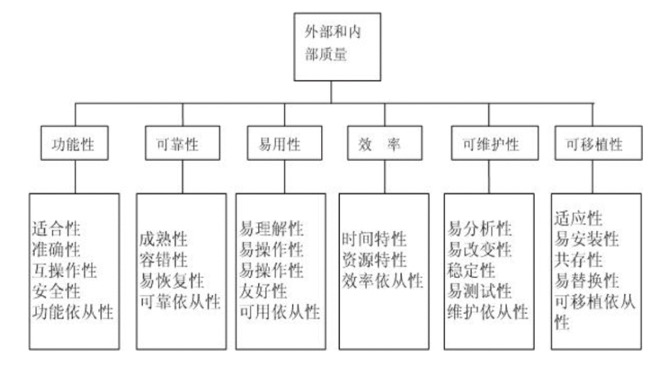 外部和内
部质量
功能性
可靠性
易用性
效 率
可维护性
可移植性
适合性
准确性
互操作性
安全性
功能依从性
成熟性
容错性
易恢复性
可靠依从性
易理解性
易操作性
易操作性
友好性
可用依从性
时间特性
资源特性
效率依从性
易分析性
易改变性
稳定性
易测试性
维护依从性
适应性
易安装性
共存性
易替换性
可移植依从
性